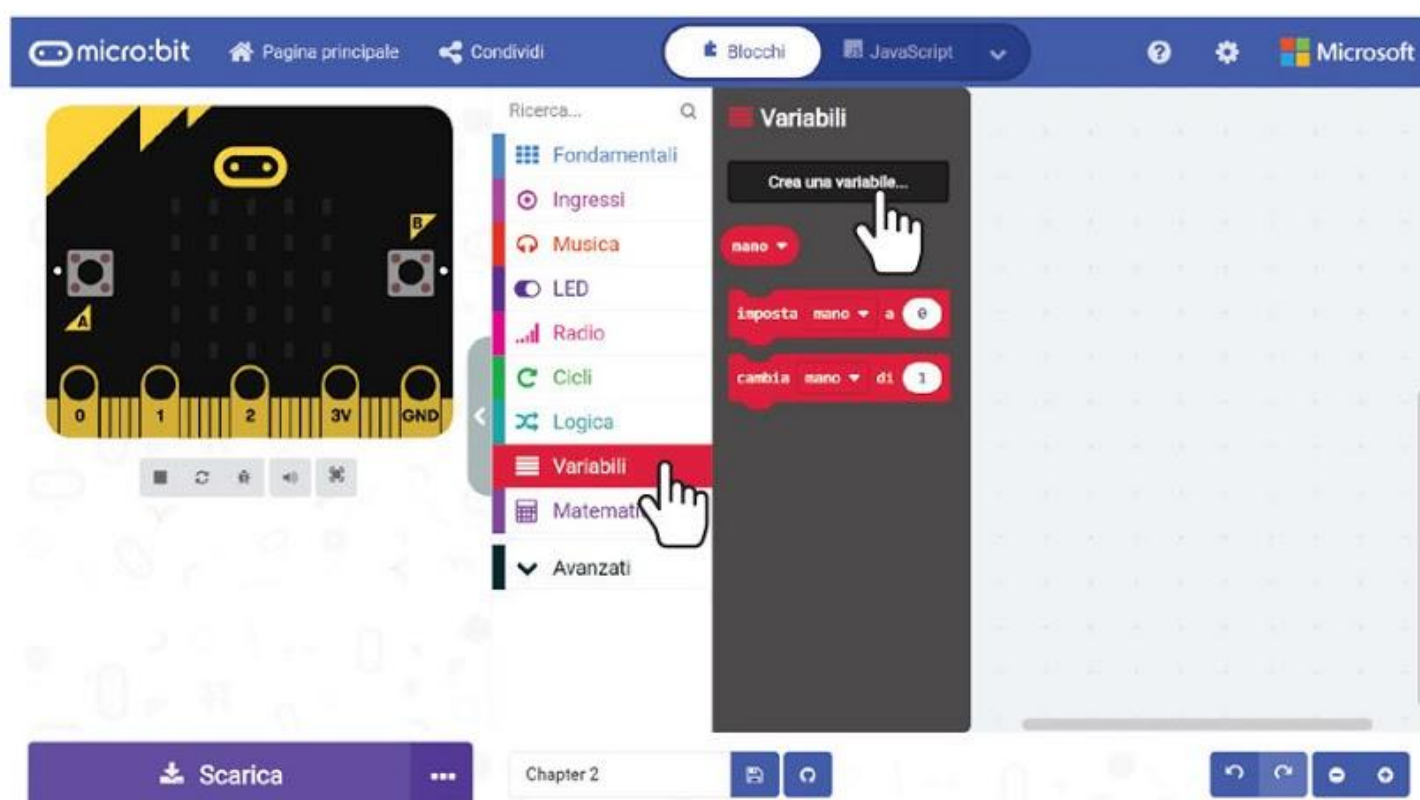 micro:bit Pagina principale Condividi Blocchi JavaScript Microsoft
Ricerca...
Fondamentali
Ingressi
Musica
LED
Radio
Cicli
Logica
Variabili
Matemati
Avanzati
Variabili
Crea una variabile...
mano
imposta mano a 0
cambia mano di 1
B
A
0 1 2 3V GND
Scarica ...
Chapter 2